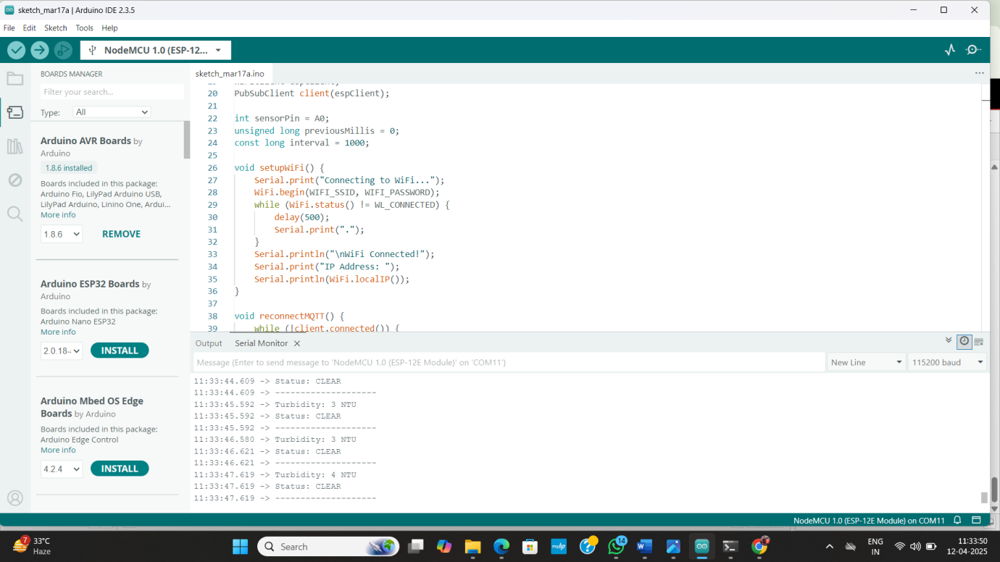 sketch_mar17a | Arduino IDE 2.3.5
File Edit Sketch Tools Help
NodeMCU 1.0 (ESP-12...
BOARDS MANAGER
Filter your search...
Type: All
Arduino AVR Boards by
Arduino
1.8.6 installed
Boards included in this package:
Arduino Fio, LilyPad Arduino USB,
LilyPad Arduino, Linino One, Ardui...
More info
1.8.6 REMOVE
Arduino ESP32 Boards by
Arduino
Boards included in this package:
Arduino Nano ESP32
More info
2.0.18- INSTALL
Arduino Mbed OS Edge
Boards by Arduino
Boards included in this package:
Arduino Edge Control
More info
4.2.4 INSTALL
sketch_mar17a.ino
20 PubSubClient client(espClient);
21
22 int sensorPin = A0;
23 unsigned long previousMillis = 0;
24 const long interval = 1000;
25
26 void setupWiFi() {
27 Serial.print("Connecting to WiFi...");
28 WiFi.begin(WIFI_SSID, WIFI_PASSWORD);
29 while (WiFi.status() != WL_CONNECTED) {
30 delay(500);
31 Serial.print(".");
32 }
33 Serial.println("\nWiFi Connected!");
34 Serial.print("IP Address: ");
35 Serial.println(WiFi.localIP());
36 }
37
38 void reconnectMQTT() {
39 while (!client.connected()) {
Output Serial Monitor
Message (Enter to send message to 'NodeMCU 1.0 (ESP-12E Module)' on 'COM11')
New Line 115200 baud
11:33:44.609 -> Status: CLEAR
11:33:44.609 -> --------------------
11:33:45.592 -> Turbidity: 3 NTU
11:33:45.592 -> Status: CLEAR
11:33:45.592 -> --------------------
11:33:46.580 -> Turbidity: 3 NTU
11:33:46.621 -> Status: CLEAR
11:33:46.621 -> --------------------
11:33:47.619 -> Turbidity: 4 NTU
11:33:47.619 -> Status: CLEAR
11:33:47.619 -> --------------------
NodeMCU 1.0 (ESP-12E Module) on COM11
7
33°C
Haze
Search
myhp
14
ENG
IN
11:33:50
12-04-2025